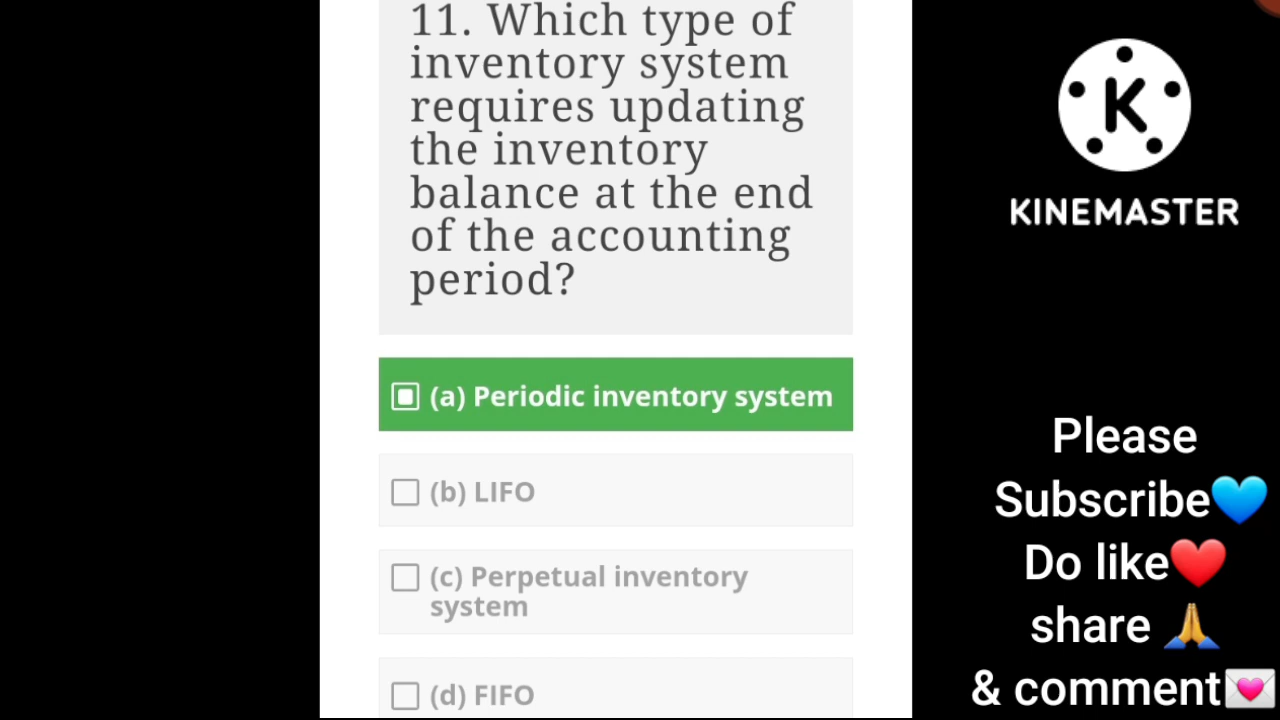 11. Which type of
inventory system
requires updating
the inventory
balance at the end
of the accounting
period?
(a) Periodic inventory system
(b) LIFO
(c) Perpetual inventory
system
(d) FIFO
K
KINEMASTER
Please
Subscribe💙
Do like❤️
share 🙏
& comment💌